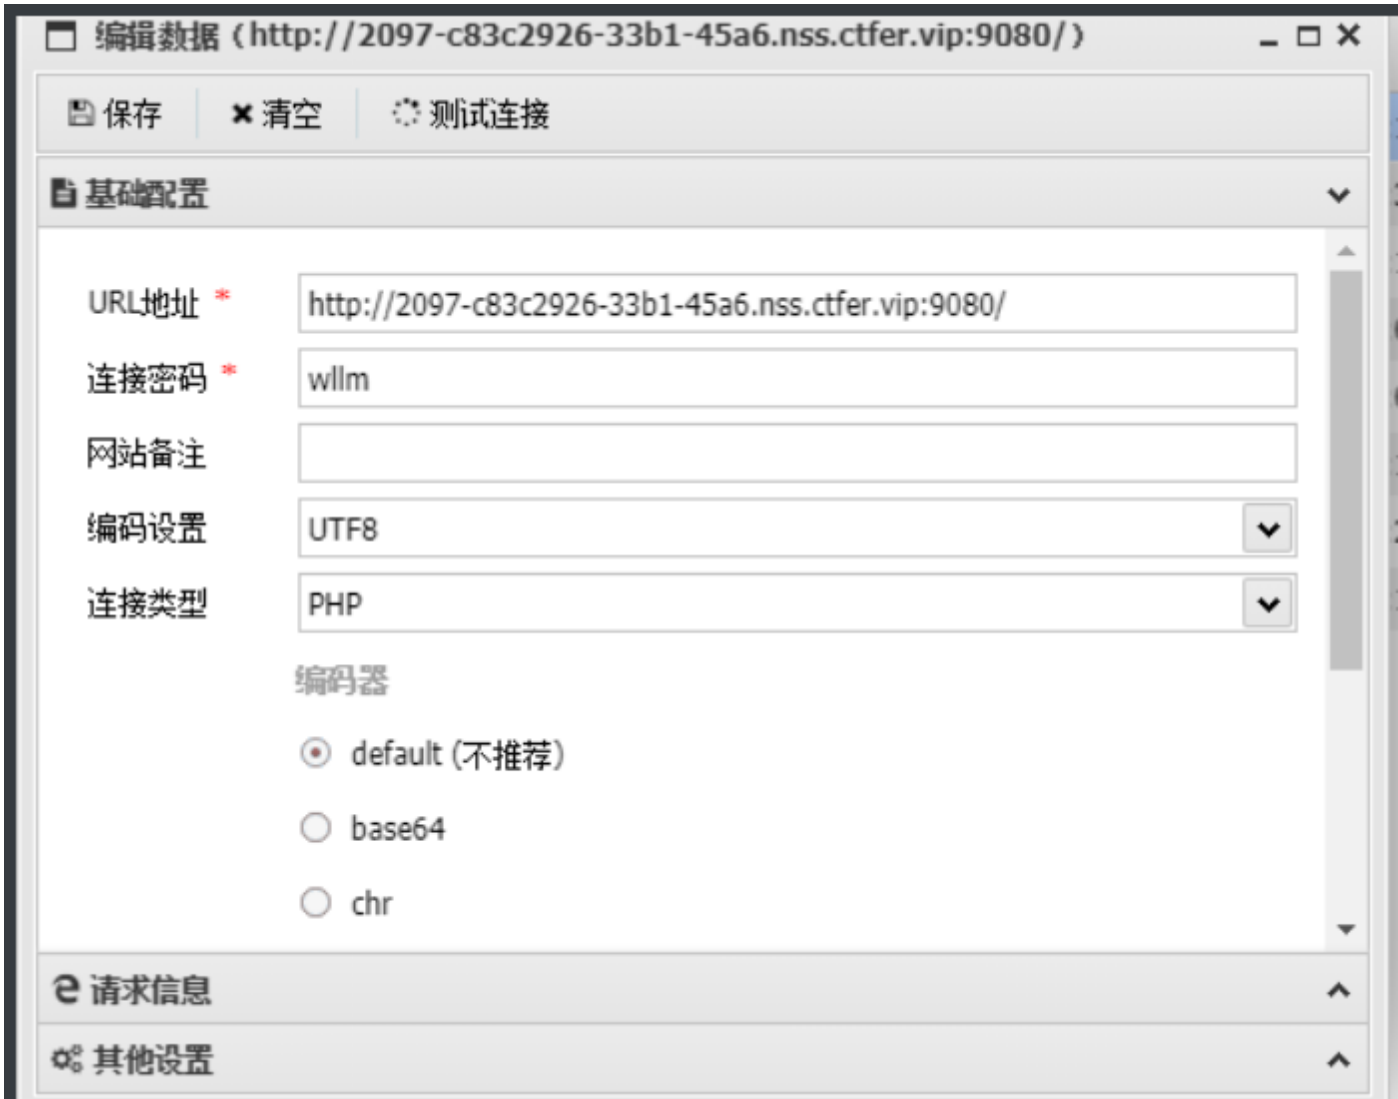 编辑数据 (http://2097-c83c2926-33b1-45a6.nss.ctfer.vip:9080/)
保存 清空 测试连接
基础配置
URL地址 * http://2097-c83c2926-33b1-45a6.nss.ctfer.vip:9080/
连接密码 * wllm
网站备注
编码设置 UTF8
连接类型 PHP
编码器
default (不推荐)
base64
chr
请求信息
其他设置